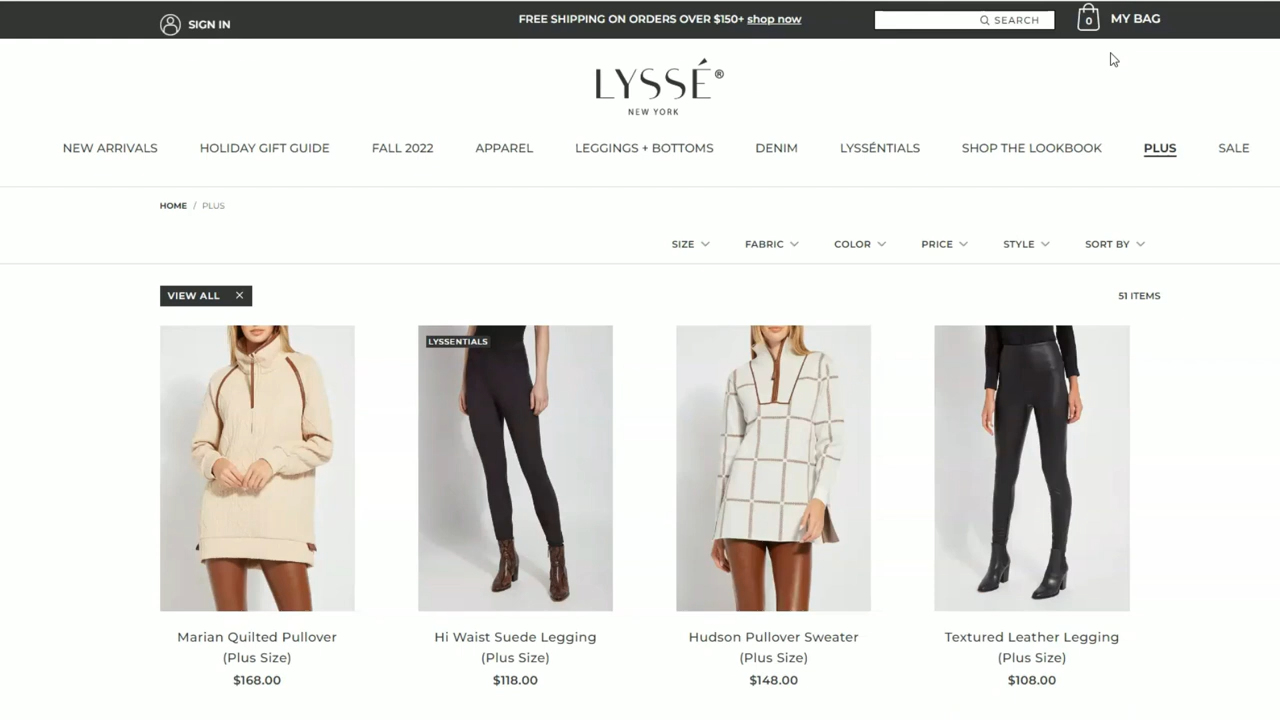 SIGN IN
FREE SHIPPING ON ORDERS OVER $150+ shop now
SEARCH
0
MY BAG
LYSSÉ®
NEW YORK
NEW ARRIVALS
HOLIDAY GIFT GUIDE
FALL 2022
APPAREL
LEGGINGS + BOTTOMS
DENIM
LYSSÉNTIALS
SHOP THE LOOKBOOK
PLUS
SALE
HOME / PLUS
SIZE
FABRIC
COLOR
PRICE
STYLE
SORT BY
VIEW ALL ×
51 ITEMS
LYSSENTIALS
Marian Quilted Pullover
(Plus Size)
$168.00
Hi Waist Suede Legging
(Plus Size)
$118.00
Hudson Pullover Sweater
(Plus Size)
$148.00
Textured Leather Legging
(Plus Size)
$108.00